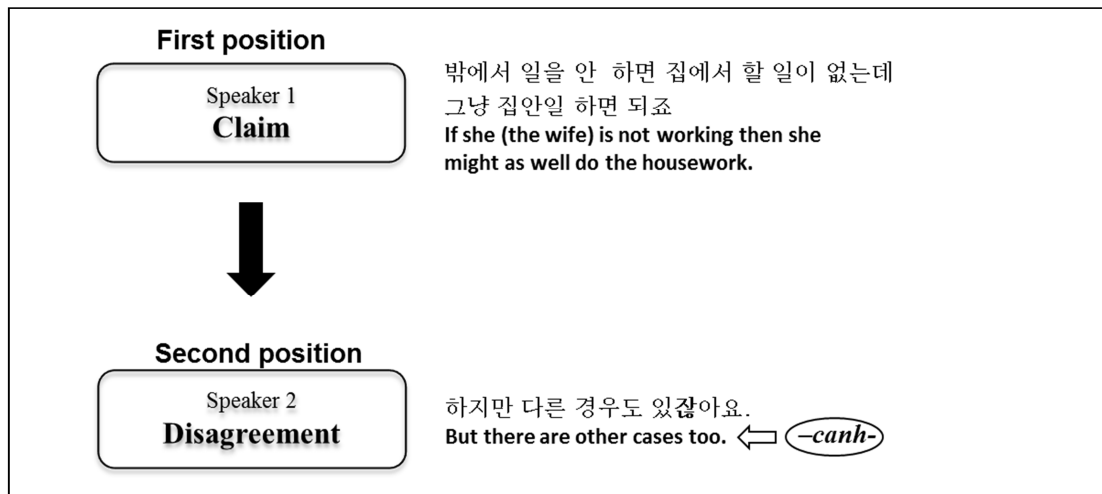 First position
Speaker 1
Claim
밖에서 일을 안 하면 집에서 할 일이 없는데
그냥 집안일 하면 되죠
If she (the wife) is not working then she
might as well do the housework.
Second position
Speaker 2
Disagreement
하지만 다른 경우도 있잖아요.
But there are other cases too.
–canh-